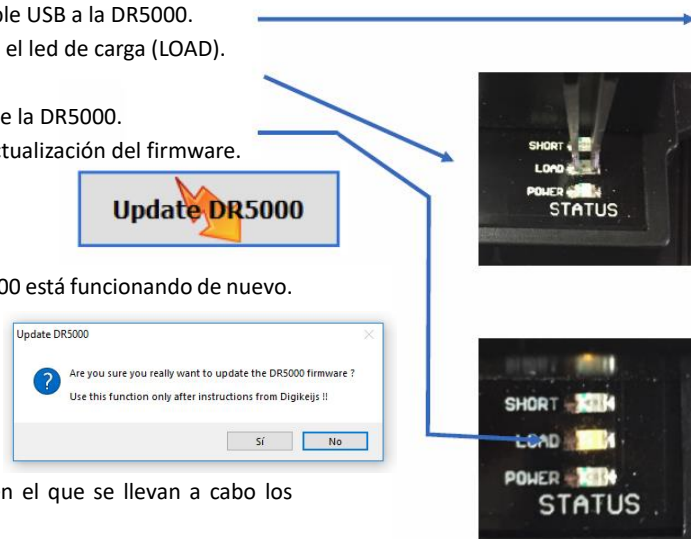 ble USB a la DR5000.
el led de carga (LOAD).
e la DR5000.
ctualización del firmware.
Update DR5000
00 está funcionando de nuevo.
Update DR5000
Are you sure you really want to update the DR5000 firmware ?
Use this function only after instructions from Digikeijs !!
Sí
No
n el que se llevan a cabo los
SHORT
LOAD
POWER
STATUS
SHORT
LOAD
POWER
STATUS